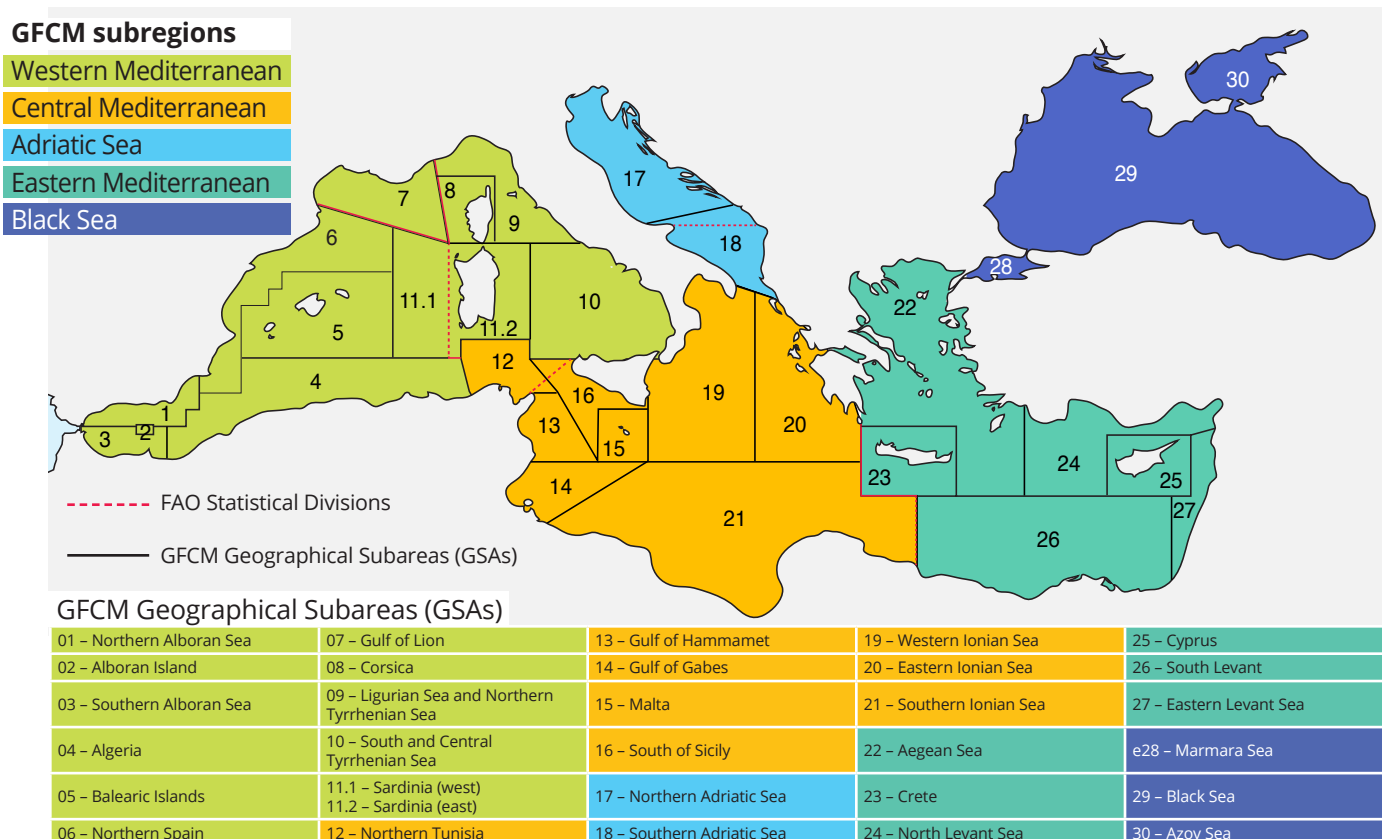 GFCM subregions
Western Mediterranean
Central Mediterranean
Adriatic Sea
Eastern Mediterranean
Black Sea
30
29
17
7
8
9
6
18
28
11.1
10
22
5
11.2
12
4
16
19
1
13
20
3
2
15
24
23
25
14
27
21
26
FAO Statistical Divisions
GFCM Geographical Subareas (GSAs)
GFCM Geographical Subareas (GSAs)
01 – Northern Alboran Sea
02 – Alboran Island
03 – Southern Alboran Sea
04 – Algeria
05 – Balearic Islands
06 – Northern Spain
07 – Gulf of Lion
08 – Corsica
09 – Ligurian Sea and Northern
Tyrrhenian Sea
10 – South and Central
Tyrrhenian Sea
11.1 – Sardinia (west)
11.2 – Sardinia (east)
12 – Northern Tunisia
13 – Gulf of Hammamet
14 – Gulf of Gabes
15 – Malta
16 – South of Sicily
17 – Northern Adriatic Sea
18 – Southern Adriatic Sea
19 – Western Ionian Sea
20 – Eastern Ionian Sea
21 – Southern Ionian Sea
22 – Aegean Sea
23 – Crete
24 – North Levant Sea
25 – Cyprus
26 – South Levant
27 – Eastern Levant Sea
e28 – Marmara Sea
29 – Black Sea
30 – Azov Sea